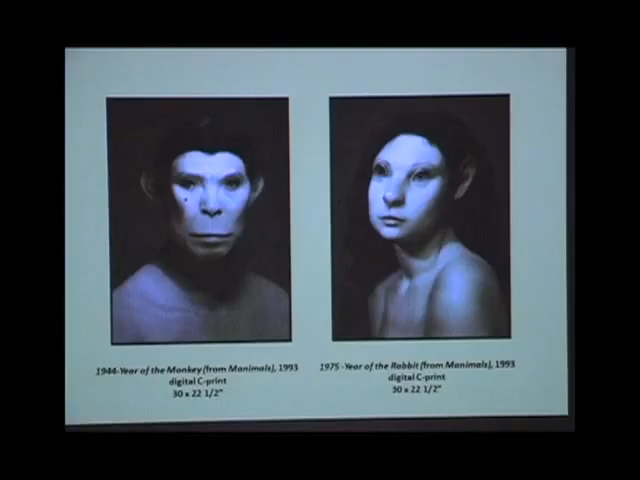 1944-Year of the Monkey (from Manimals), 1993
digital C-print
30 x 22 1/2"
1975 -Year of the Rabbit (from Manimals), 1993
digital C-print
30 x 22 1/2"